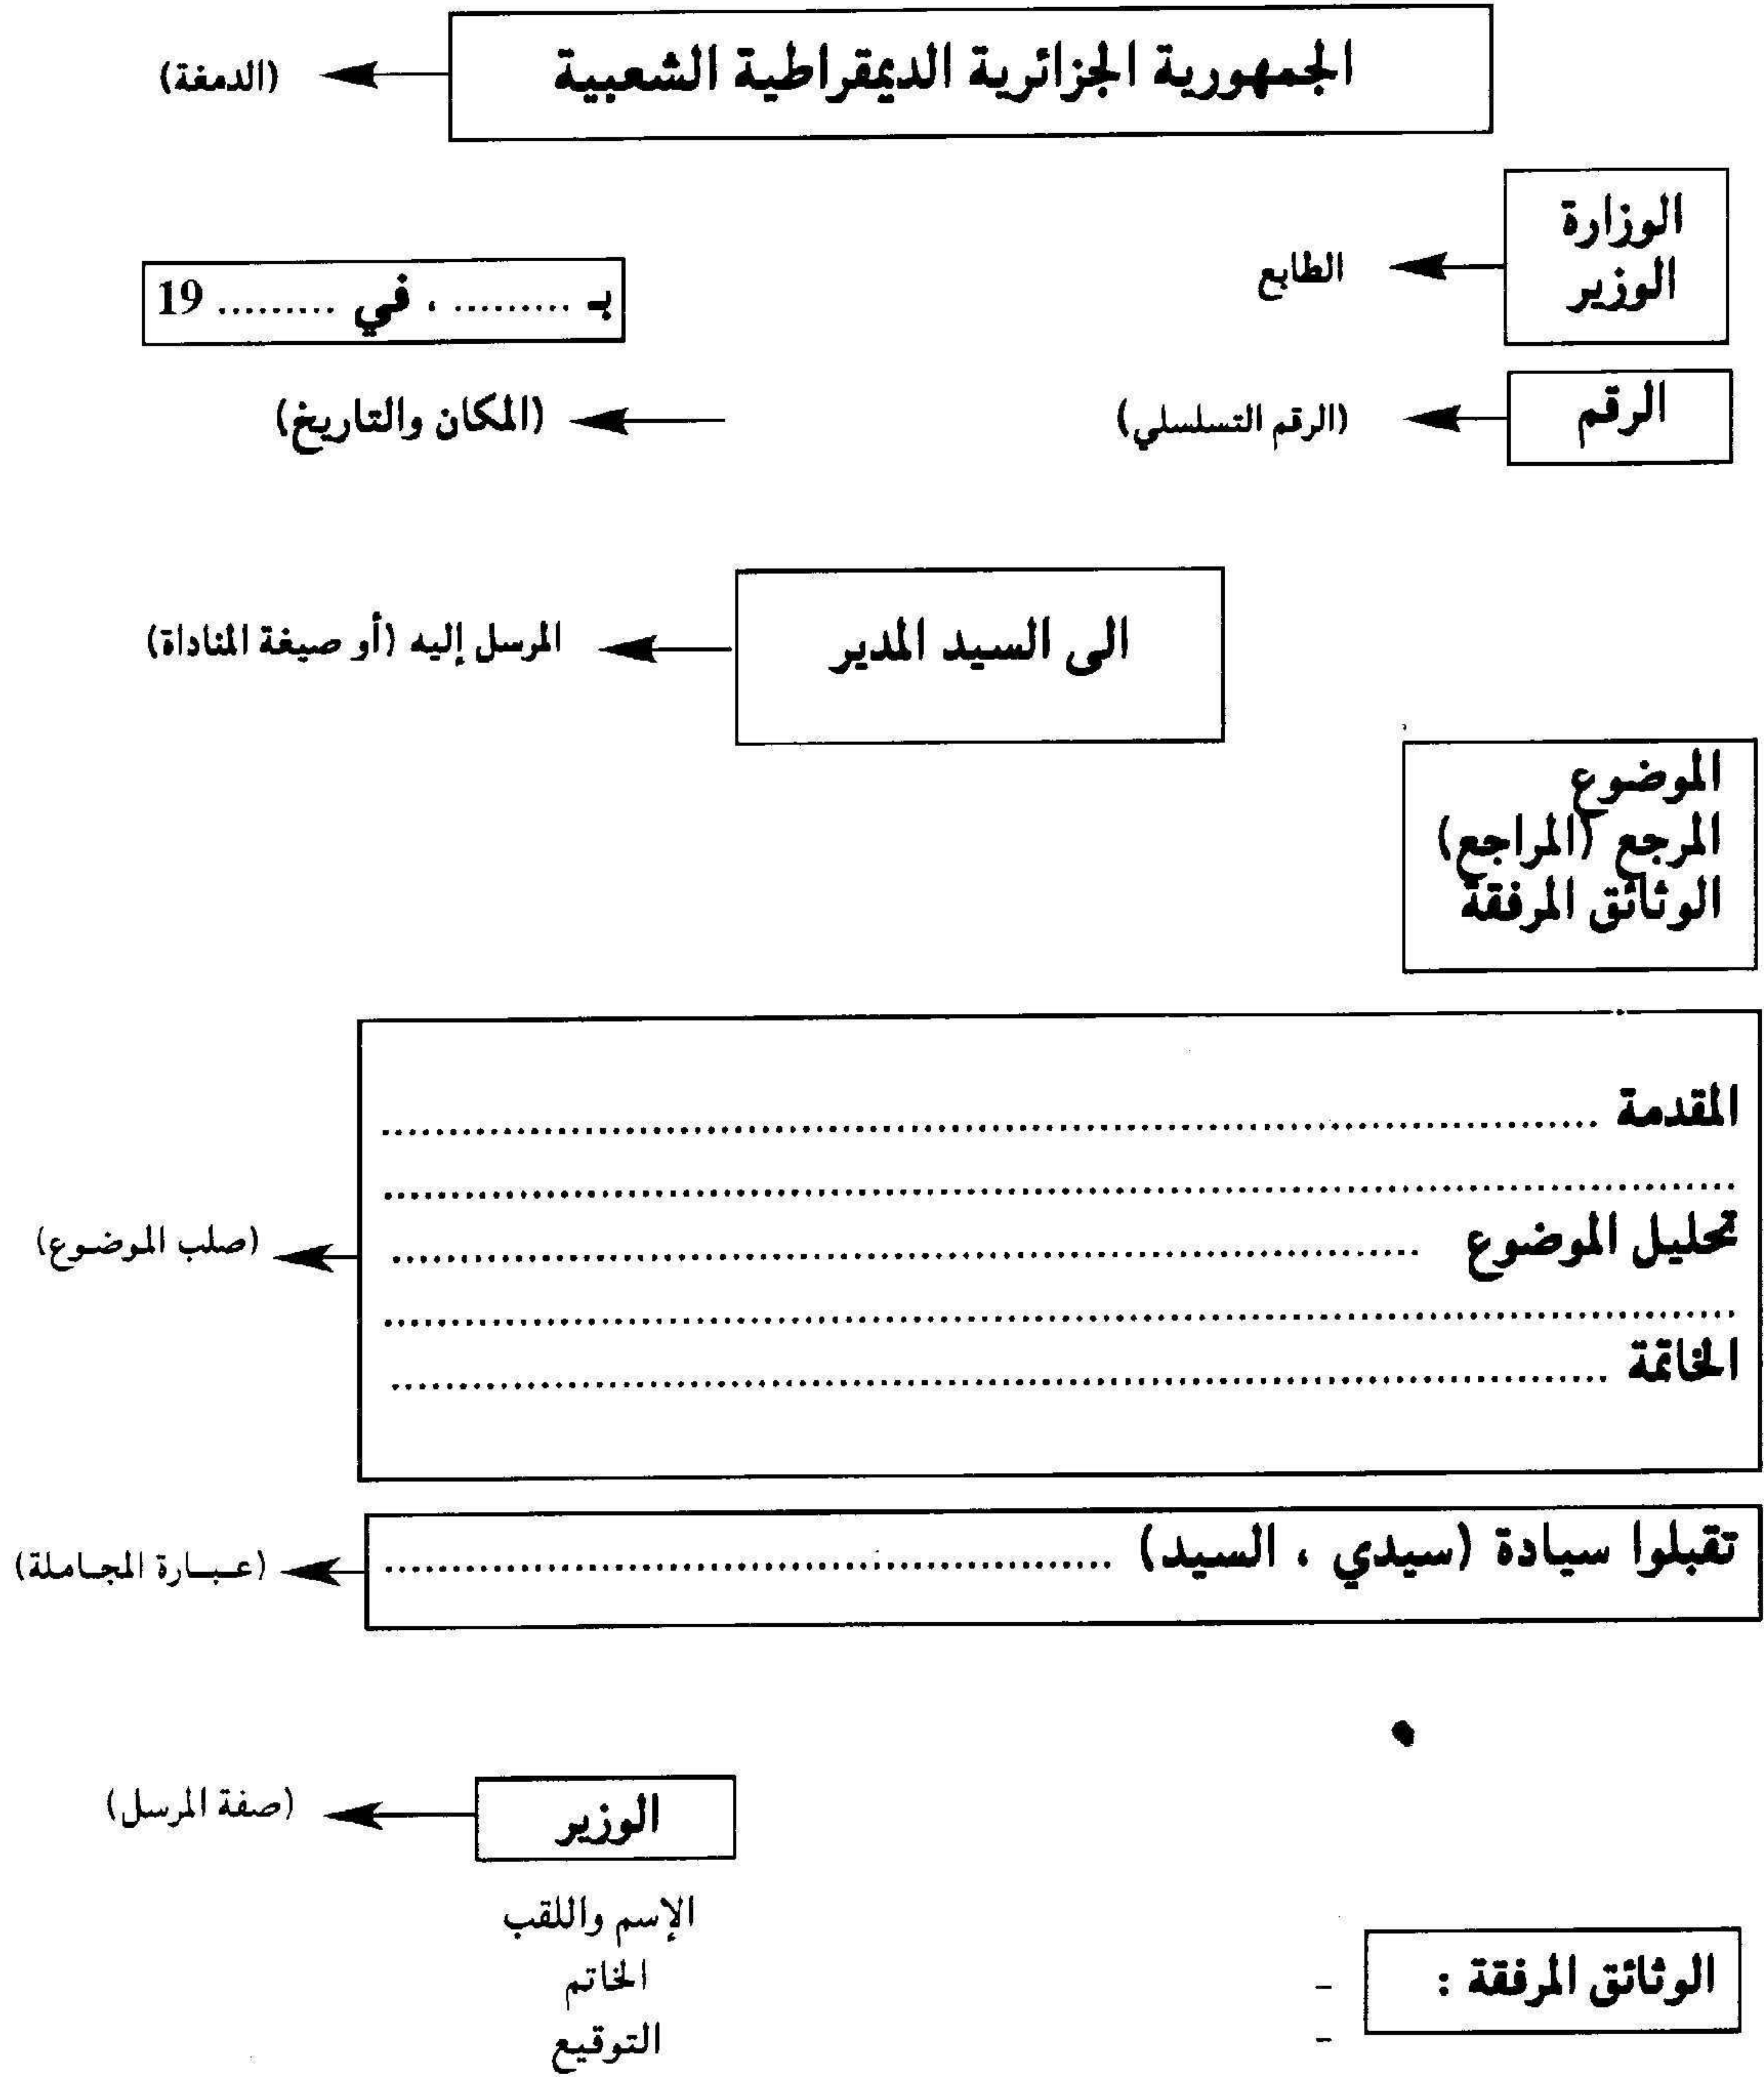 الجمهورية الجزائرية الديمقراطية الشعبية
(الدمغة)
الوزارة
الوزير
الطابع
بـ ......... ، في ......... 19
الرقم
(الرقم التسلسلي)
(المكان والتاريخ)
الى السيد المدير
المرسل إليه (أو صيغة المناداة)
الموضوع
المرجع (المراجع)
الوثائق المرفقة
المقدمة ..........
..........
تحليل الموضوع ..........
(صلب الموضوع)
..........
الخاتمة ..........
تقبلوا سيادة (سيدي ، السيد) ..........
(عبارة المجاملة)
الوزير
(صفة المرسل)
الإسم واللقب
الخاتم
التوقيع
الوثائق المرفقة :
–
–